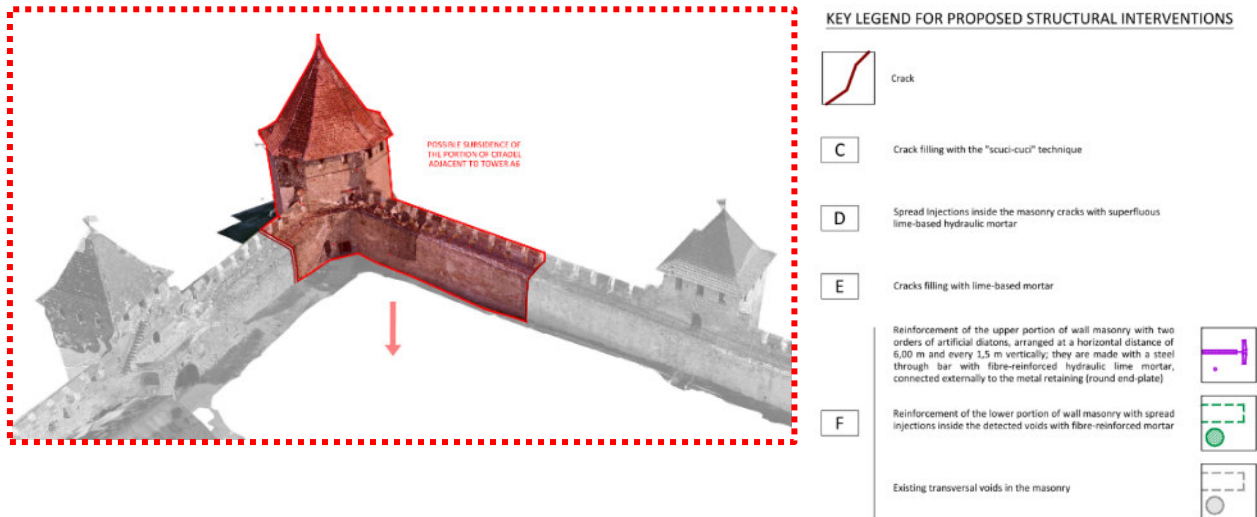 KEY LEGEND FOR PROPOSED STRUCTURAL INTERVENTIONS
POSSIBLE SUBSIDENCE OF
THE PORTION OF CITADEL
ADJACENT TO TOWER A6
Crack
C
Crack filling with the "scuci-cuci" technique
D
Spread Injections inside the masonry cracks with superfluous
lime-based hydraulic mortar
E
Cracks filling with lime-based mortar
Reinforcement of the upper portion of wall masonry with two
orders of artificial diatons, arranged at a horizontal distance of
6,00 m and every 1,5 m vertically; they are made with a steel
through bar with fibre-reinforced hydraulic lime mortar,
connected externally to the metal retaining (round end-plate)
F
Reinforcement of the lower portion of wall masonry with spread
injections inside the detected voids with fibre-reinforced mortar
Existing transversal voids in the masonry